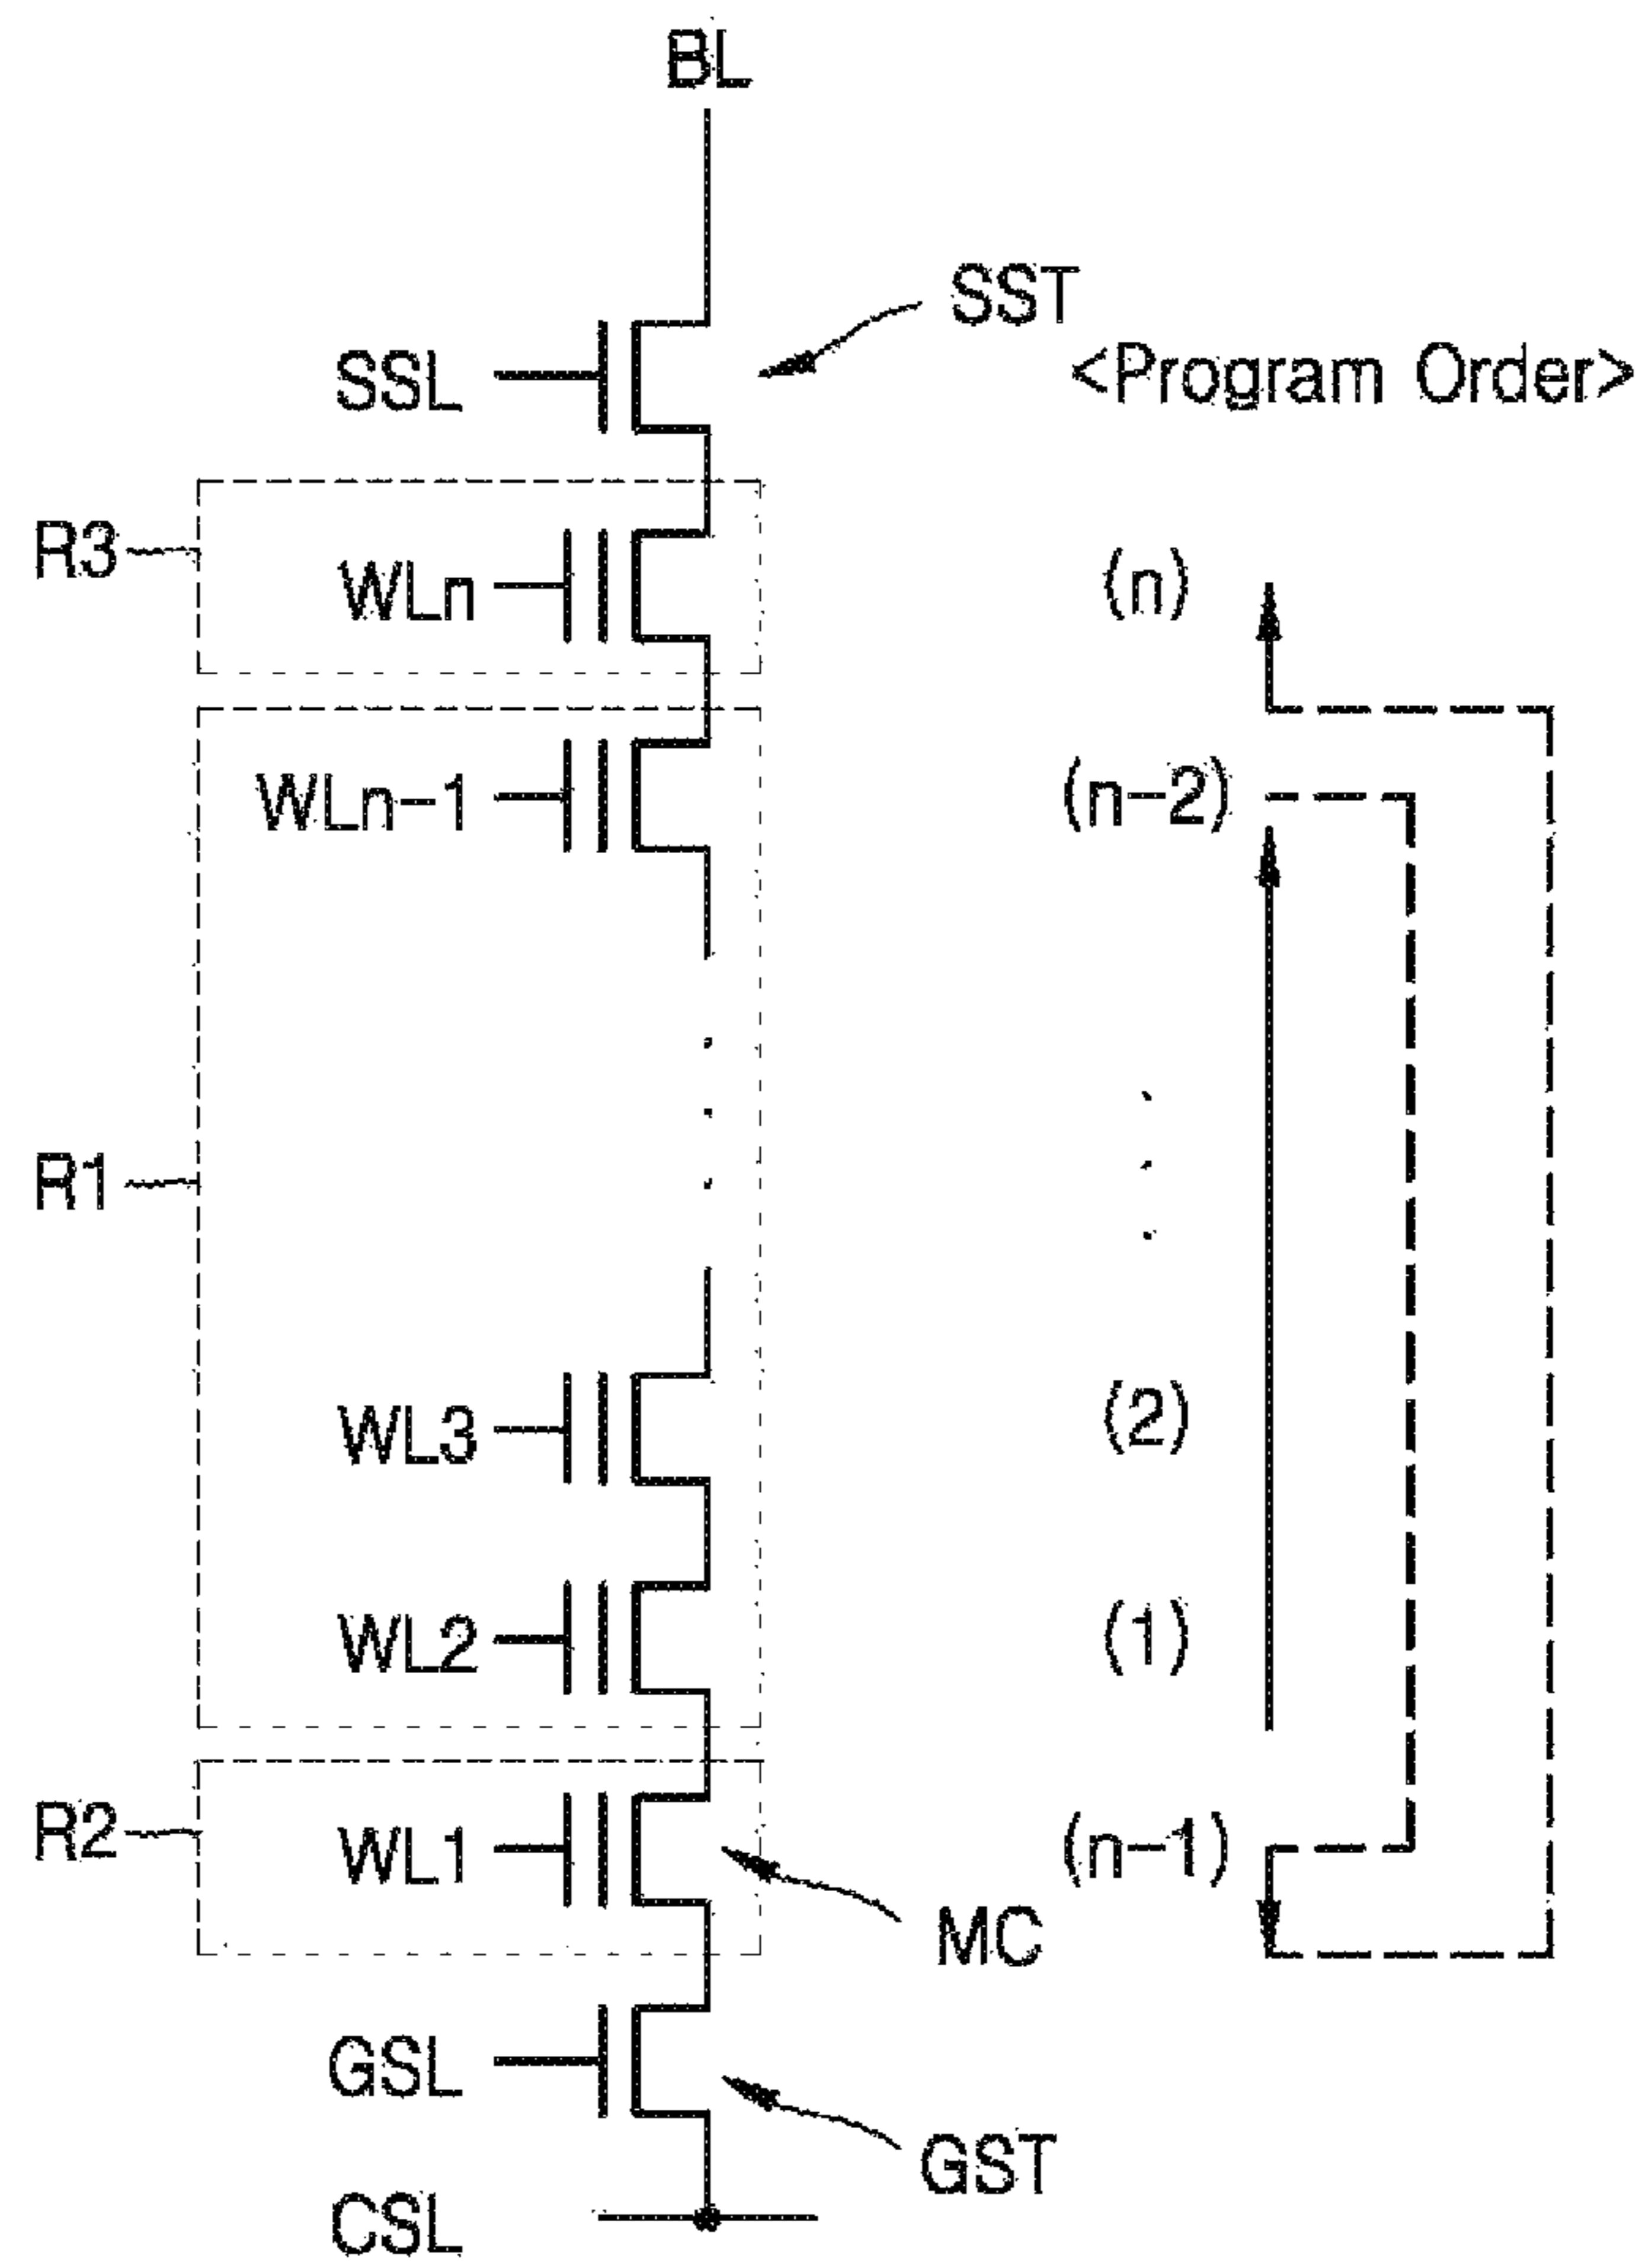 BL
SST
SSL
<Program Order>
R3
WLn
(n)
WLn-1
(n-2)
R1
WL3
(2)
WL2
(1)
R2
WL1
(n-1)
MC
GSL
GST
CSL